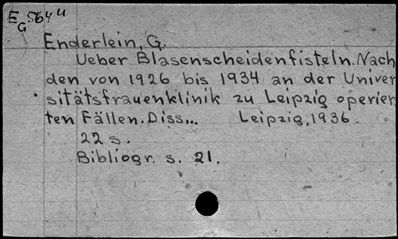 EG 564 u
Enderlein, G.
Ueber Blasenscheidenfisteln. Nach
den von 1926 bis 1934 an der Univer
sitätsfrauenklinik zu Leipzig operier
ten Fällen. Diss... Leipzig, 1936.
22 s.
Bibliogr. s. 21.